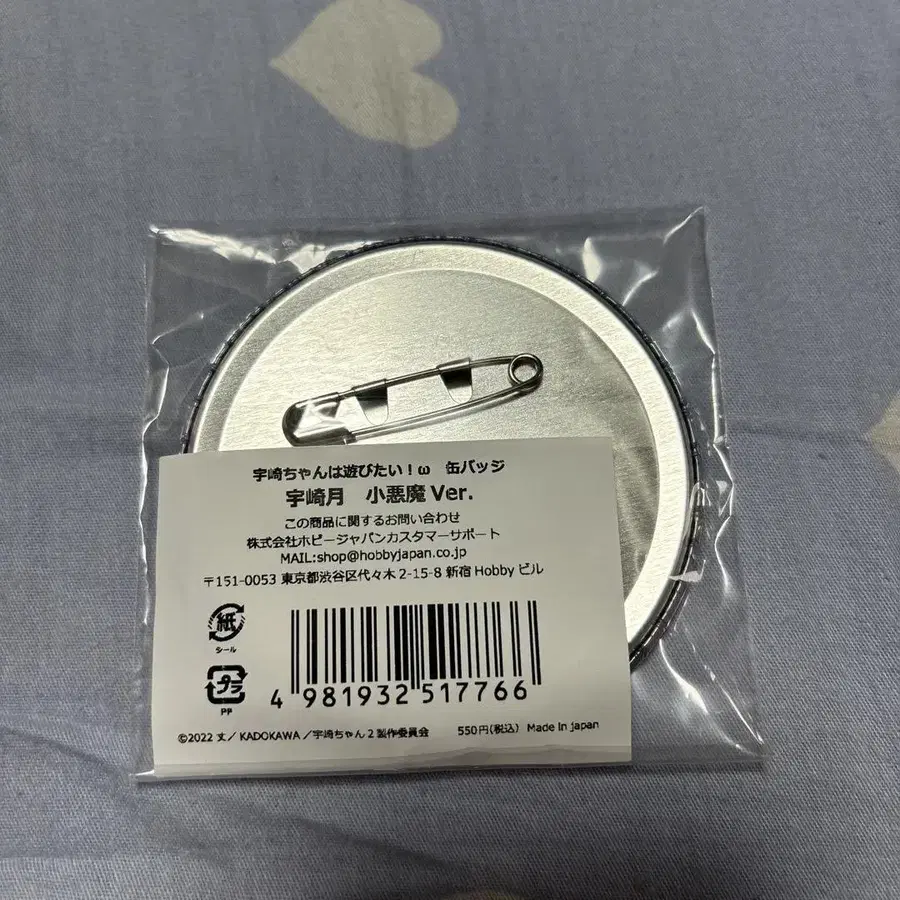 宇崎ちゃんは遊びたい！ω　缶バッジ
宇崎月　小悪魔 Ver.
この商品に関するお問い合わせ
株式会社ホビージャパンカスタマーサポート
MAIL:shop@hobbyjapan.co.jp
〒151-0053 東京都渋谷区代々木 2-15-8 新宿 Hobby ビル
紙
シール
プラ
PP
4 981932 517766
©2022 丈／KADOKAWA／宇崎ちゃん２製作委員会　550円(税込)　Made in Japan